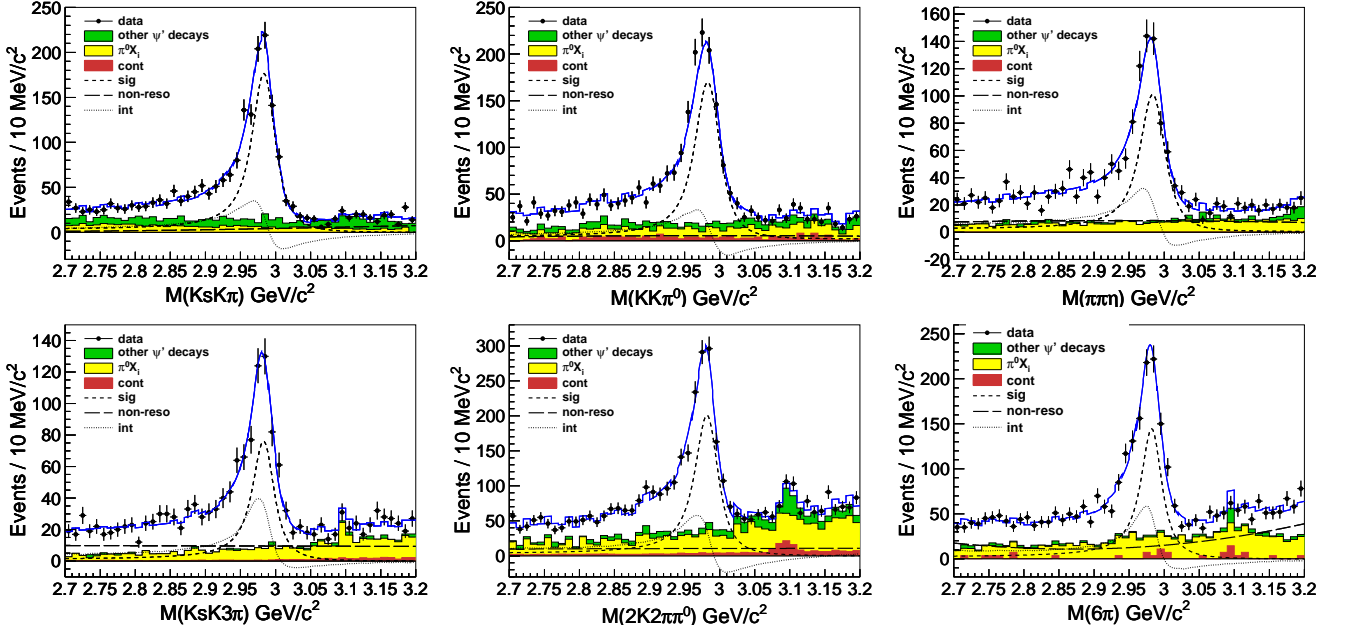 Events / 10 MeV/c²
250
200
150
100
50
0
data
other ψ' decays
π⁰Xᵢ
cont
sig
non-reso
int
2.7 2.75 2.8 2.85 2.9 2.95 3 3.05 3.1 3.15 3.2
M(KsKπ) GeV/c²
Events / 10 MeV/c²
250
200
150
100
50
0
data
other ψ' decays
π⁰Xᵢ
cont
sig
non-reso
int
2.7 2.75 2.8 2.85 2.9 2.95 3 3.05 3.1 3.15 3.2
M(KKπ⁰) GeV/c²
Events / 10 MeV/c²
160
140
120
100
80
60
40
20
0
-20
data
other ψ' decays
π⁰Xᵢ
cont
sig
non-reso
int
2.7 2.75 2.8 2.85 2.9 2.95 3 3.05 3.1 3.15 3.2
M(ππη) GeV/c²
Events / 10 MeV/c²
140
120
100
80
60
40
20
0
data
other ψ' decays
π⁰Xᵢ
cont
sig
non-reso
int
2.7 2.75 2.8 2.85 2.9 2.95 3 3.05 3.1 3.15 3.2
M(KsK3π) GeV/c²
Events / 10 MeV/c²
300
250
200
150
100
50
0
data
other ψ' decays
π⁰Xᵢ
cont
sig
non-reso
int
2.7 2.75 2.8 2.85 2.9 2.95 3 3.05 3.1 3.15 3.2
M(2K2ππ⁰) GeV/c²
Events / 10 MeV/c²
250
200
150
100
50
0
data
other ψ' decays
π⁰Xᵢ
cont
sig
non-reso
int
2.7 2.75 2.8 2.85 2.9 2.95 3 3.05 3.1 3.15 3.2
M(6π) GeV/c²